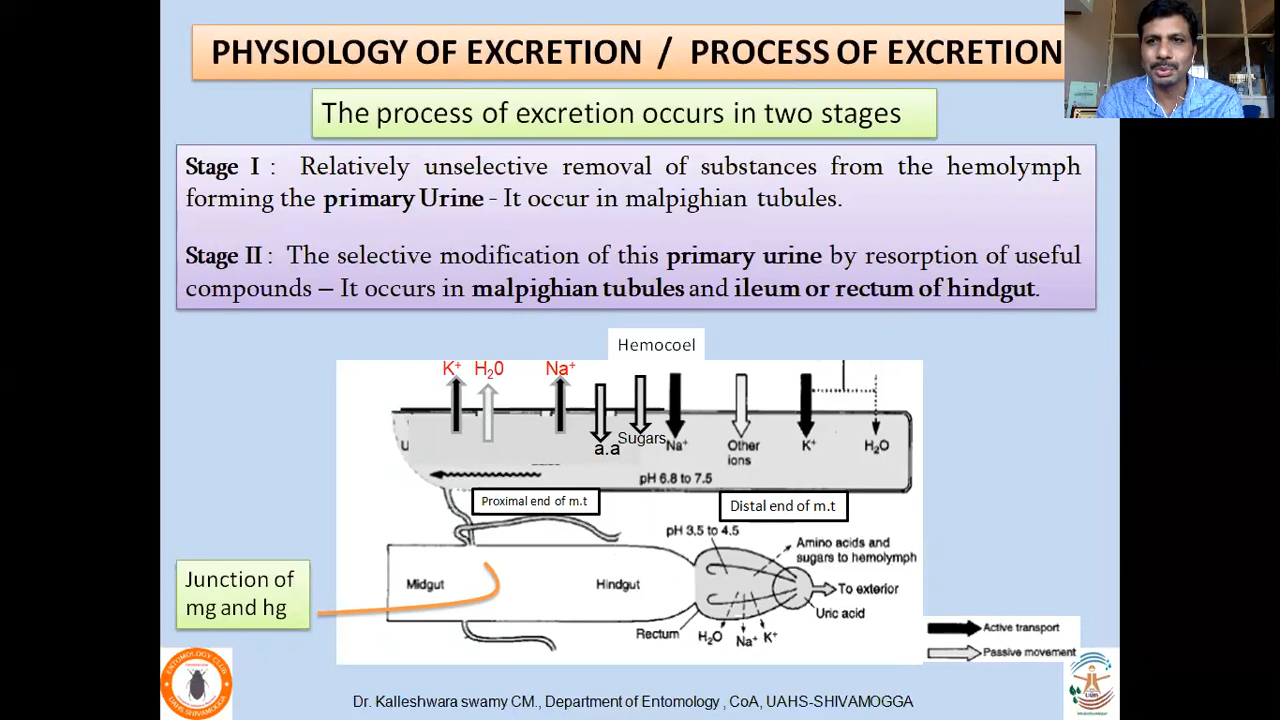 PHYSIOLOGY OF EXCRETION / PROCESS OF EXCRETION
The process of excretion occurs in two stages
Stage I : Relatively unselective removal of substances from the hemolymph
forming the primary Urine - It occur in malpighian tubules.
Stage II : The selective modification of this primary urine by resorption of useful
compounds – It occurs in malpighian tubules and ileum or rectum of hindgut.
Hemocoel
K⁺ H₂0 Na⁺
U
a.a Sugars Na⁺ Other K⁺ H₂O
ions
pH 6.8 to 7.5
Proximal end of m.t
Distal end of m.t
pH 3.5 to 4.5
Amino acids and
sugars to hemolymph
Junction of
mg and hg
Midgut
Hindgut
To exterior
Uric acid
Rectum
H₂O Na⁺ K⁺
Active transport
Passive movement
ENTOMOLOGY CLUB
UAHS SHIVAMOGGA
UAHS
Dr. Kalleshwara swamy CM., Department of Entomology , CoA, UAHS-SHIVAMOGGA